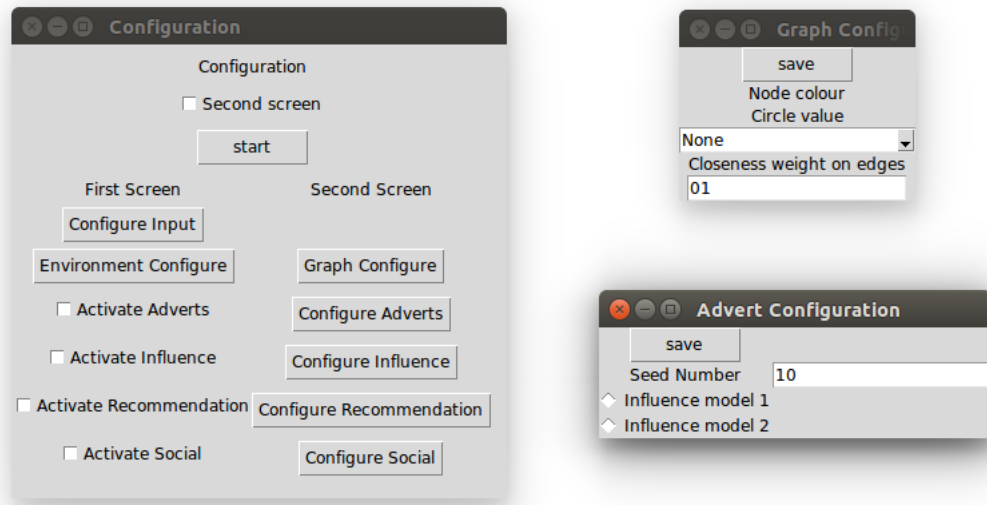 Configuration
Configuration
Second screen
start
First Screen Second Screen
Configure Input
Environment Configure Graph Configure
Activate Adverts Configure Adverts
Activate Influence Configure Influence
Activate Recommendation Configure Recommendation
Activate Social Configure Social
Graph Config
save
Node colour
Circle value
None
Closeness weight on edges
01
Advert Configuration
save
Seed Number 10
Influence model 1
Influence model 2